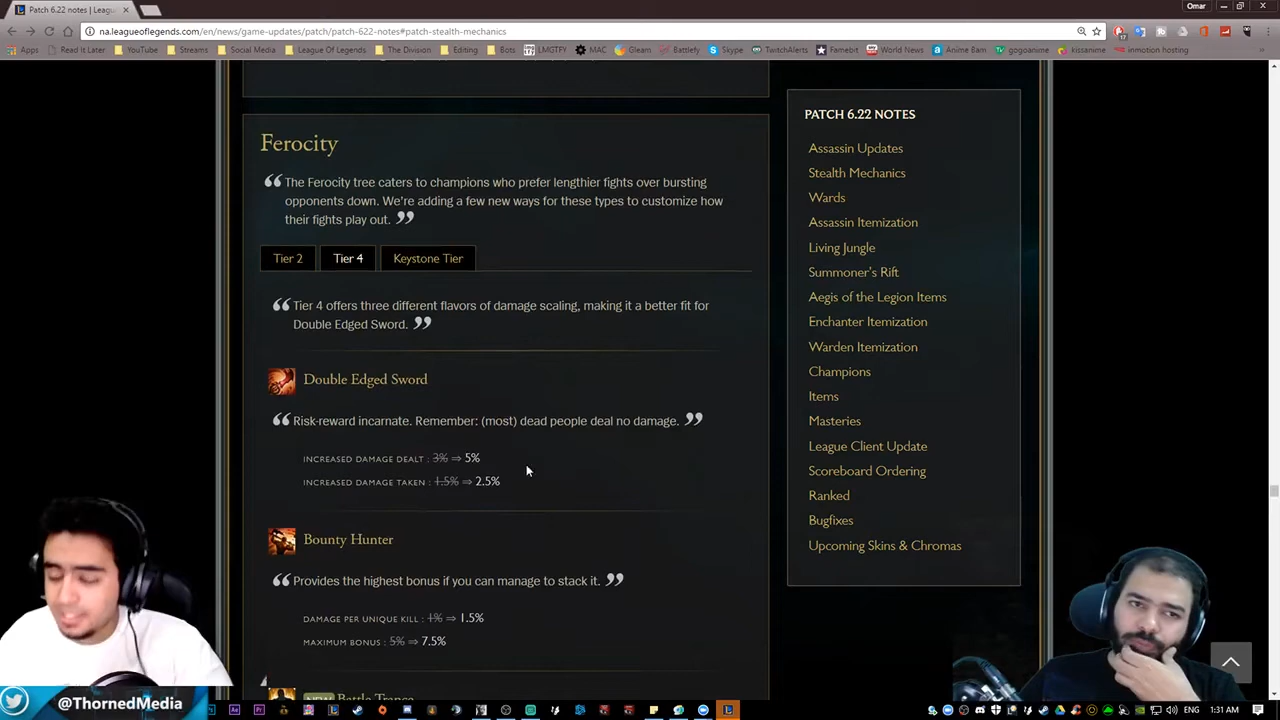 Patch 6.22 notes | Leagu
Omar
na.leagueoflegends.com/en/news/game-updates/patch/patch-622-notes#patch-stealth-mechanics
Apps Read it Later YouTube Streams Social Media League Of Legends The Division Editing Bots LMIGTFY MAC Gleam Battlefy Skype TwitchAlerts Famebit World News Anime Bam gogoanime kissanime inmotion hosting
Ferocity
The Ferocity tree caters to champions who prefer lengthier fights over bursting
opponents down. We're adding a few new ways for these types to customize how
their fights play out.
Tier 2 Tier 4 Keystone Tier
Tier 4 offers three different flavors of damage scaling, making it a better fit for
Double Edged Sword.
Double Edged Sword
Risk-reward incarnate. Remember: (most) dead people deal no damage.
INCREASED DAMAGE DEALT : 3% ⇒ 5%
INCREASED DAMAGE TAKEN : 1.5% ⇒ 2.5%
Bounty Hunter
Provides the highest bonus if you can manage to stack it.
DAMAGE PER UNIQUE KILL : 1% ⇒ 1.5%
MAXIMUM BONUS : 5% ⇒ 7.5%
NEW Battle Trance
PATCH 6.22 NOTES
Assassin Updates
Stealth Mechanics
Wards
Assassin Itemization
Living Jungle
Summoner's Rift
Aegis of the Legion Items
Enchanter Itemization
Warden Itemization
Champions
Items
Masteries
League Client Update
Scoreboard Ordering
Ranked
Bugfixes
Upcoming Skins & Chromas
@ThornedMedia
1:31 AM